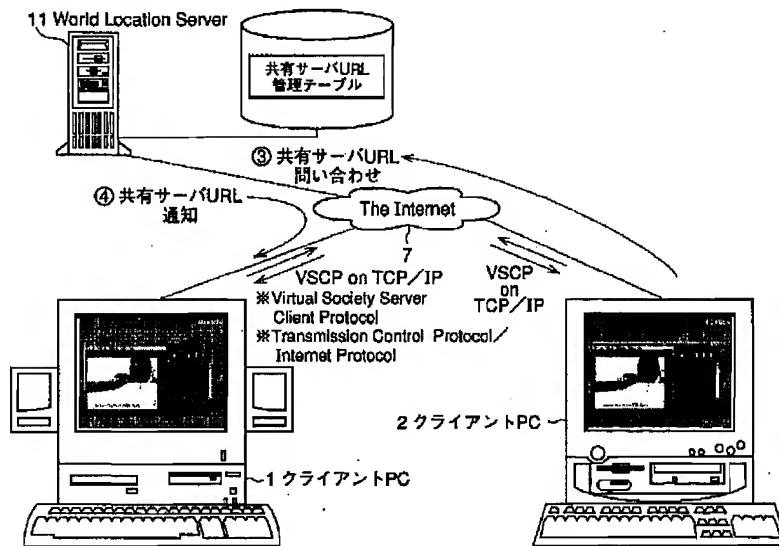 11 World Location Server
共有サーバURL
管理テーブル
③ 共有サーバURL
問い合わせ
④ 共有サーバURL
通知
The Internet
7
VSCP on TCP/IP
※Virtual Society Server
Client Protocol
※Transmission Control Protocol/
Internet Protocol
VSCP
on
TCP/IP
2 クライアントPC
1 クライアントPC